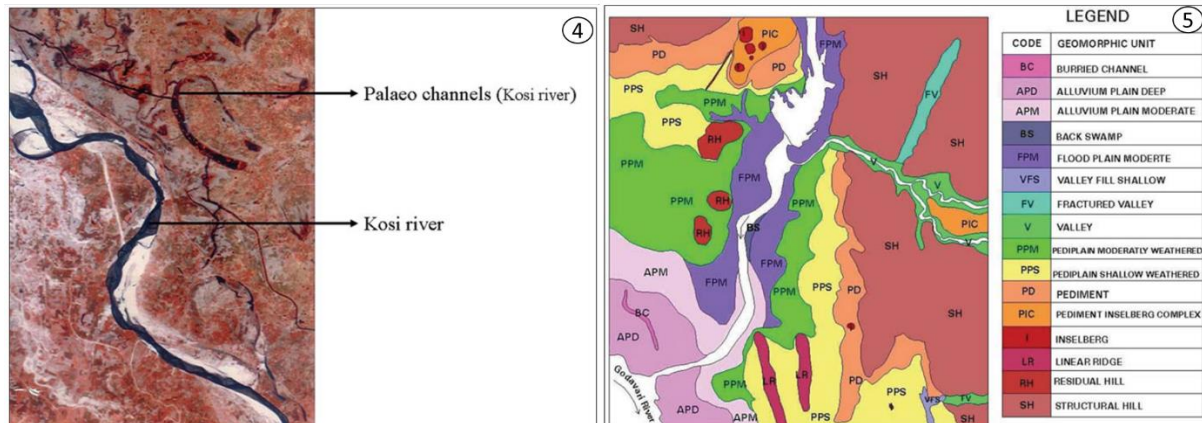 ④
Palaeo channels (Kosi river)
Kosi river
SH PIC FPM
I
PD
I PD SH
PPS PPM FV
PPS
RH SH
PPM FPM V
V
PPM RH PPM PIC
RH BS SH V
FPM
APM FPM PPM PPS
BC PD SH
APD
Godavari River
PPM LR LR PD PPS
APD APM PPS VFS FV
SH
LEGEND ⑤
CODE GEOMORPHIC UNIT
BC BURRIED CHANNEL
APD ALLUVIUM PLAIN DEEP
APM ALLUVIUM PLAIN MODERATE
BS BACK SWAMP
FPM FLOOD PLAIN MODERTE
VFS VALLEY FILL SHALLOW
FV FRACTURED VALLEY
V VALLEY
PPM PEDIPLAIN MODERATLY WEATHERED
PPS PEDIPLAIN SHALLOW WEATHERED
PD PEDIMENT
PIC PEDIMENT INSELBERG COMPLEX
I INSELBERG
LR LINEAR RIDGE
RH RESIDUAL HILL
SH STRUCTURAL HILL